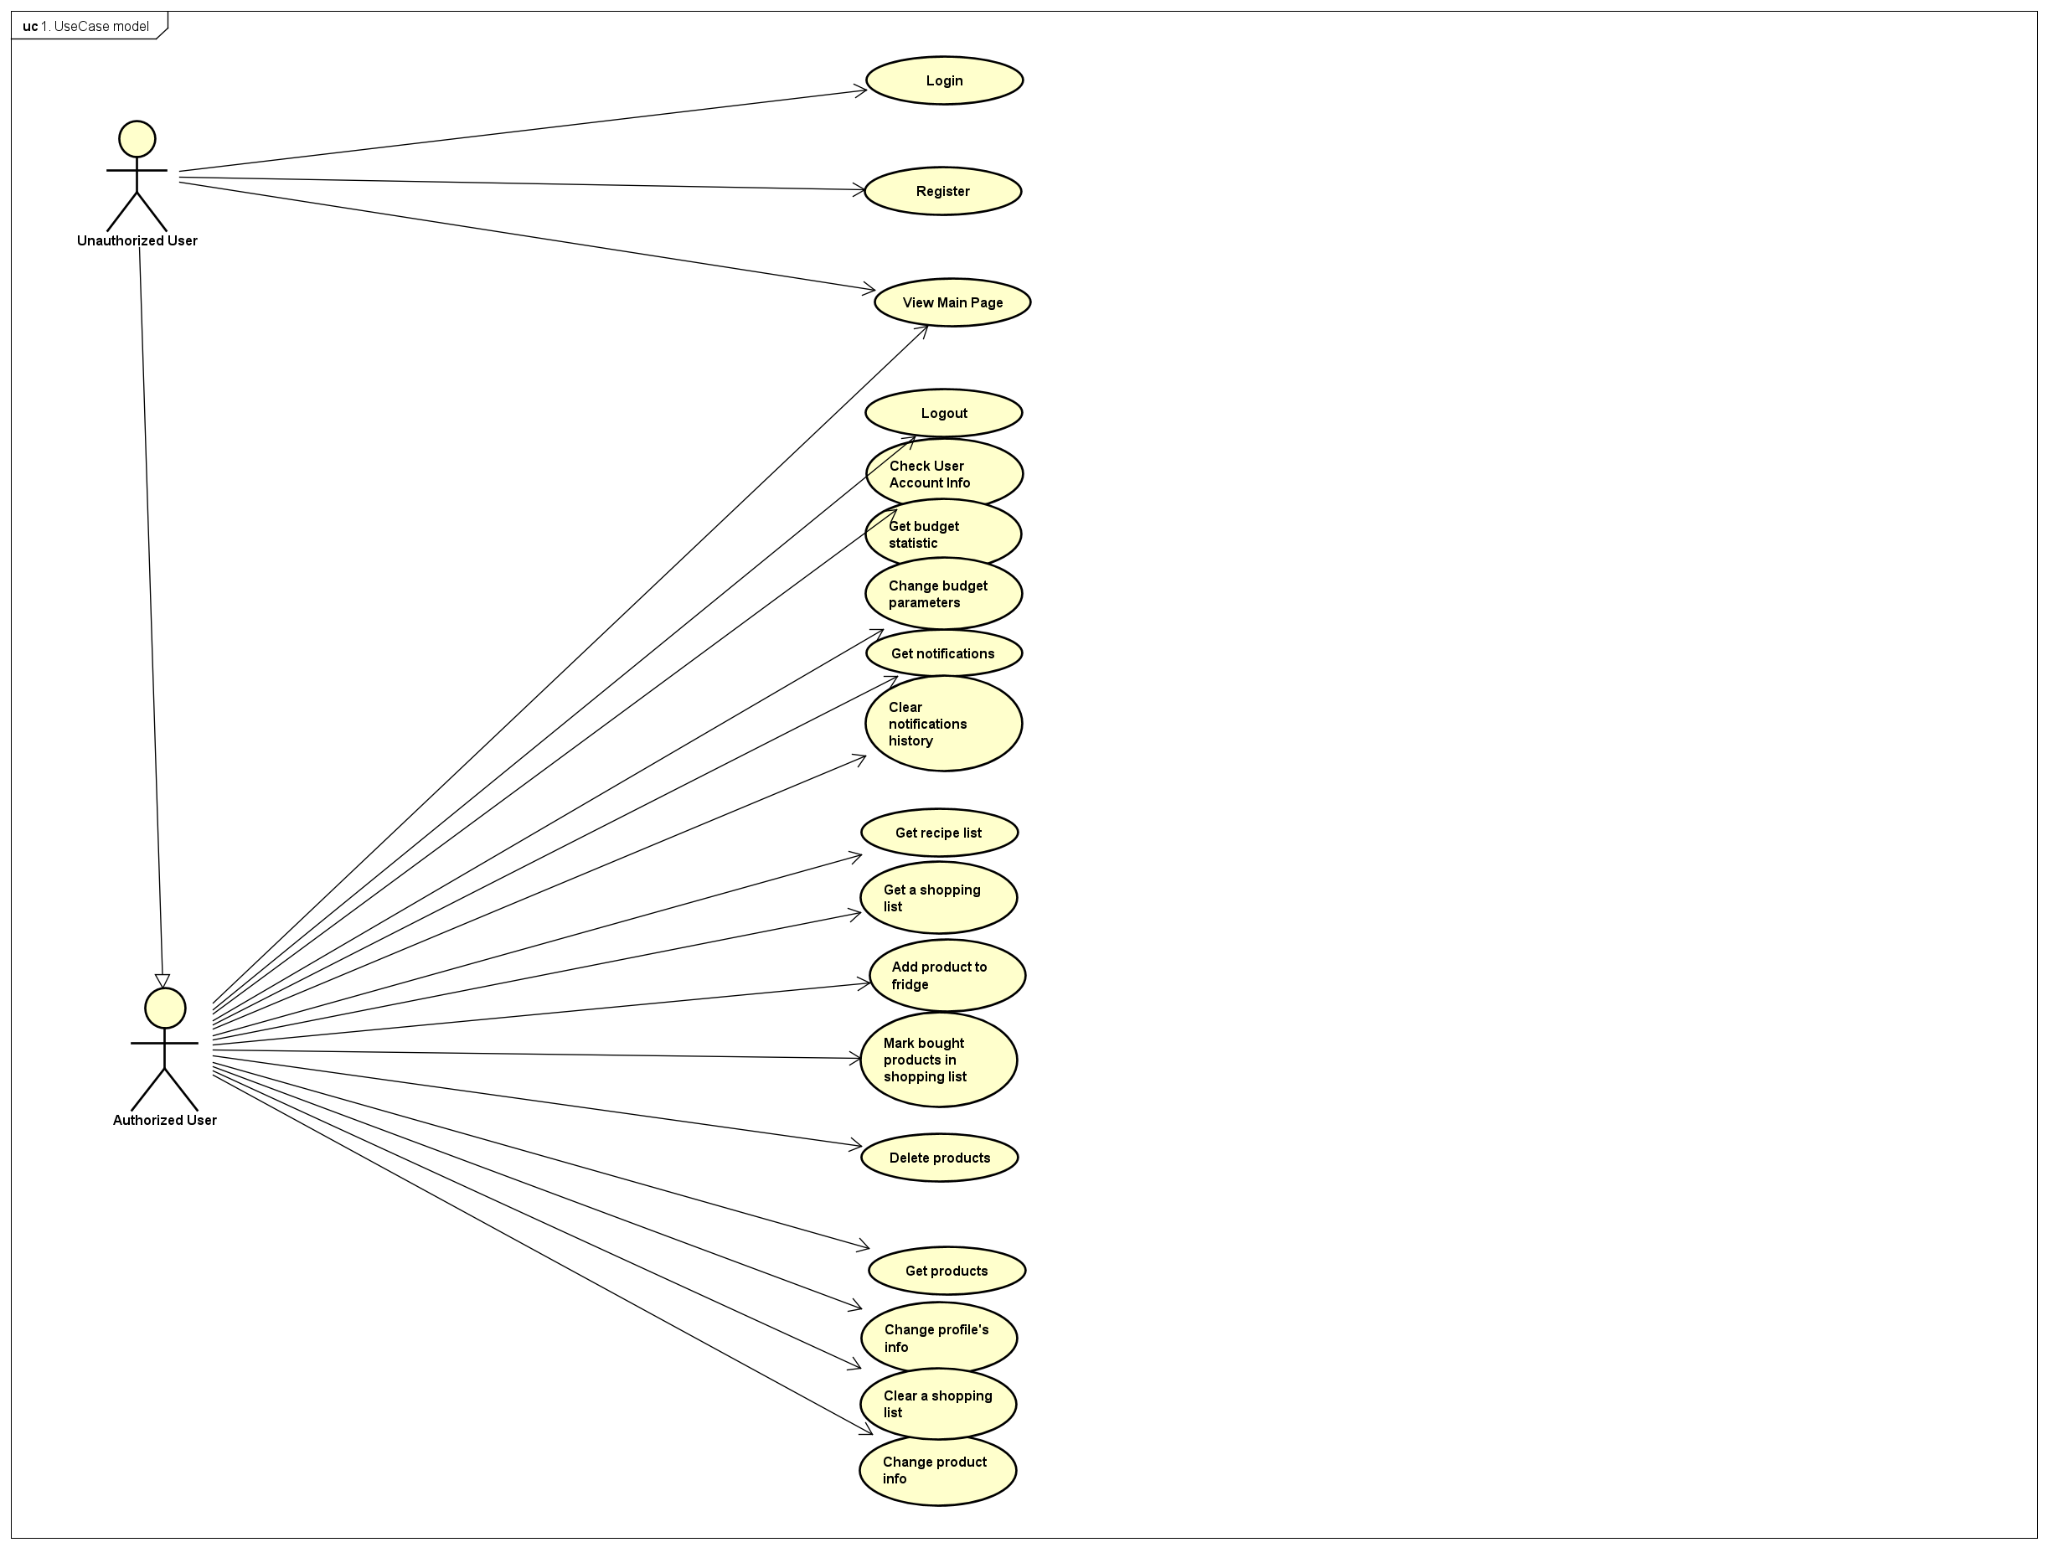 uc 1. UseCase model
Login
Register
Unauthorized User
View Main Page
Logout
Check User
Account Info
Get budget
statistic
Change budget
parameters
Get notifications
Clear
notifications
history
Get recipe list
Get a shopping
list
Add product to
fridge
Mark bought
products in
shopping list
Authorized User
Delete products
Get products
Change profile's
info
Clear a shopping
list
Change product
info